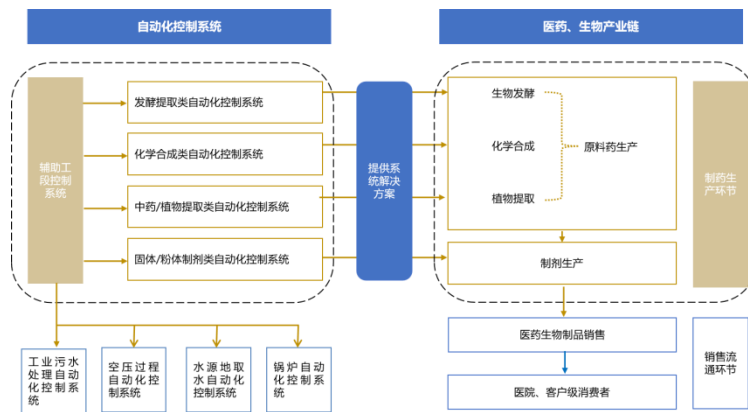 自动化控制系统
医药、生物产业链
辅助工
段控制
系统
发酵提取类自动化控制系统
化学合成类自动化控制系统
中药/植物提取类自动化控制系统
固体/粉体制剂类自动化控制系统
提供系
统解决
方案
生物发酵
化学合成
植物提取
原料药生产
制剂生产
制药生
产环节
工业污水
处理自动
化控制系
统
空压过程
自动化控
制系统
水源地取
水自动化
控制系统
锅炉自动
化控制系
统
医药生物制品销售
医院、客户级消费者
销售流
通环节